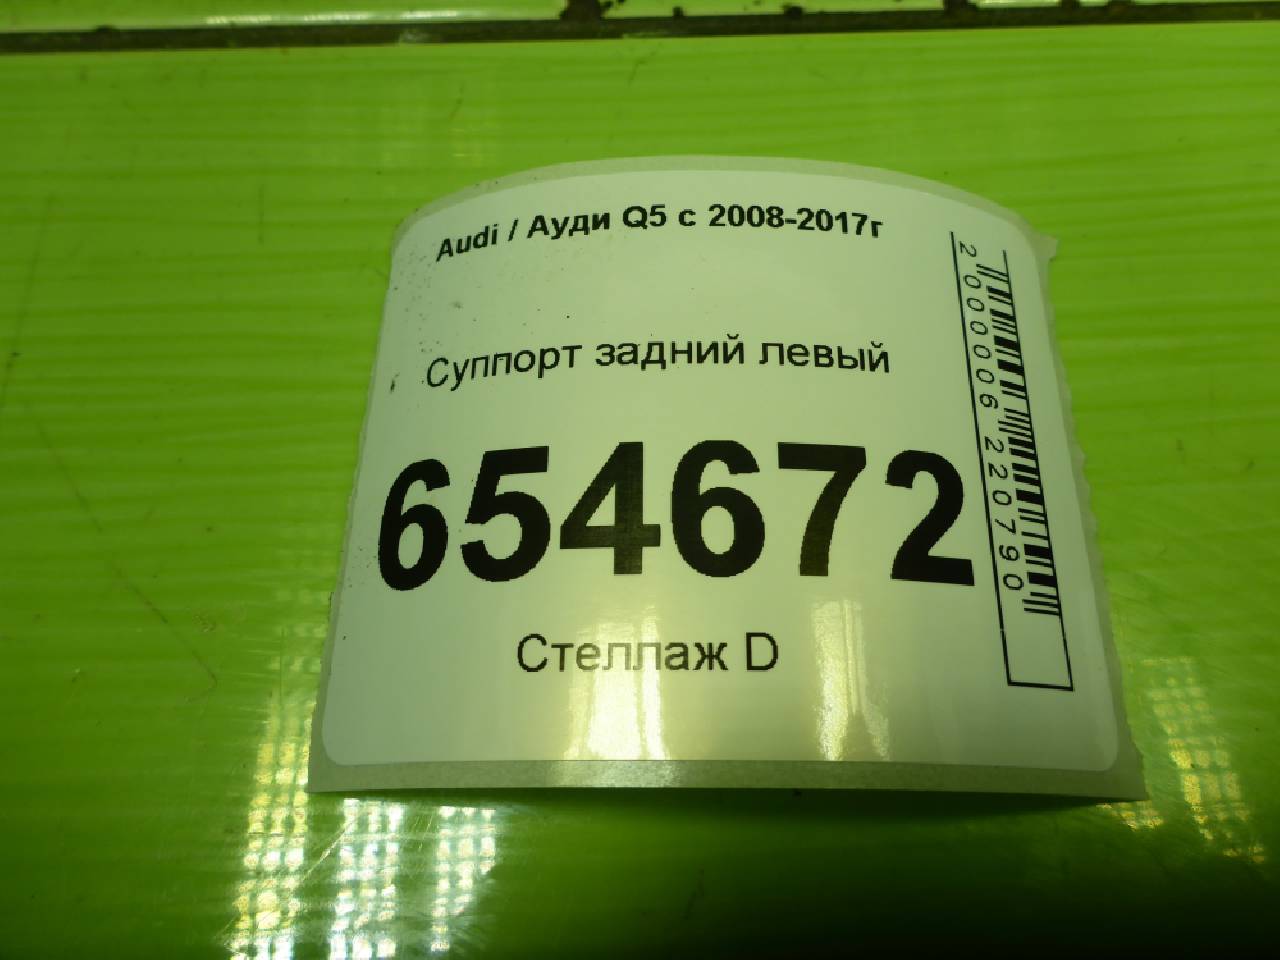 Audi / Ауди Q5 с 2008-2017г
Суппорт задний левый
654672
Стеллаж D
2000006220790